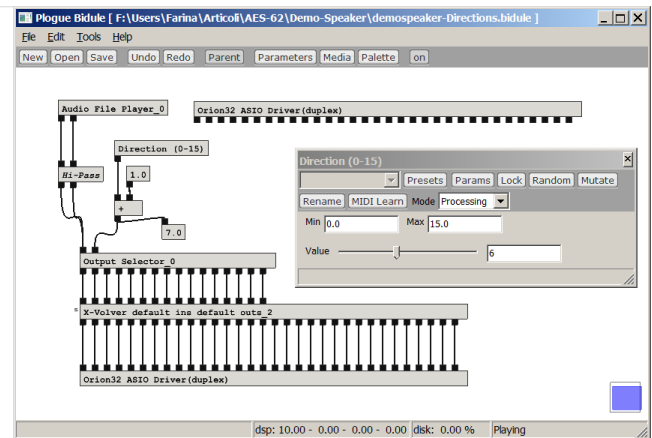 Plogue Bidule [ F:\Users\Farina\Articoli\AES-62\Demo-Speaker\demospeaker-Directions.bidule ]
File Edit Tools Help
New Open Save Undo Redo Parent Parameters Media Palette on
Audio File Player_0
Orion32 ASIO Driver(duplex)
Direction (0-15)
Hi-Pass
1.0
+
7.0
Direction (0-15)
Presets Params Lock Random Mutate
Rename MIDI Learn Mode Processing
Min 0.0 Max 15.0
Value 6
Output Selector_0
X-Volver default ins default outs_2
Orion32 ASIO Driver(duplex)
dsp: 10.00 - 0.00 - 0.00 - 0.00 disk: 0.00 % Playing